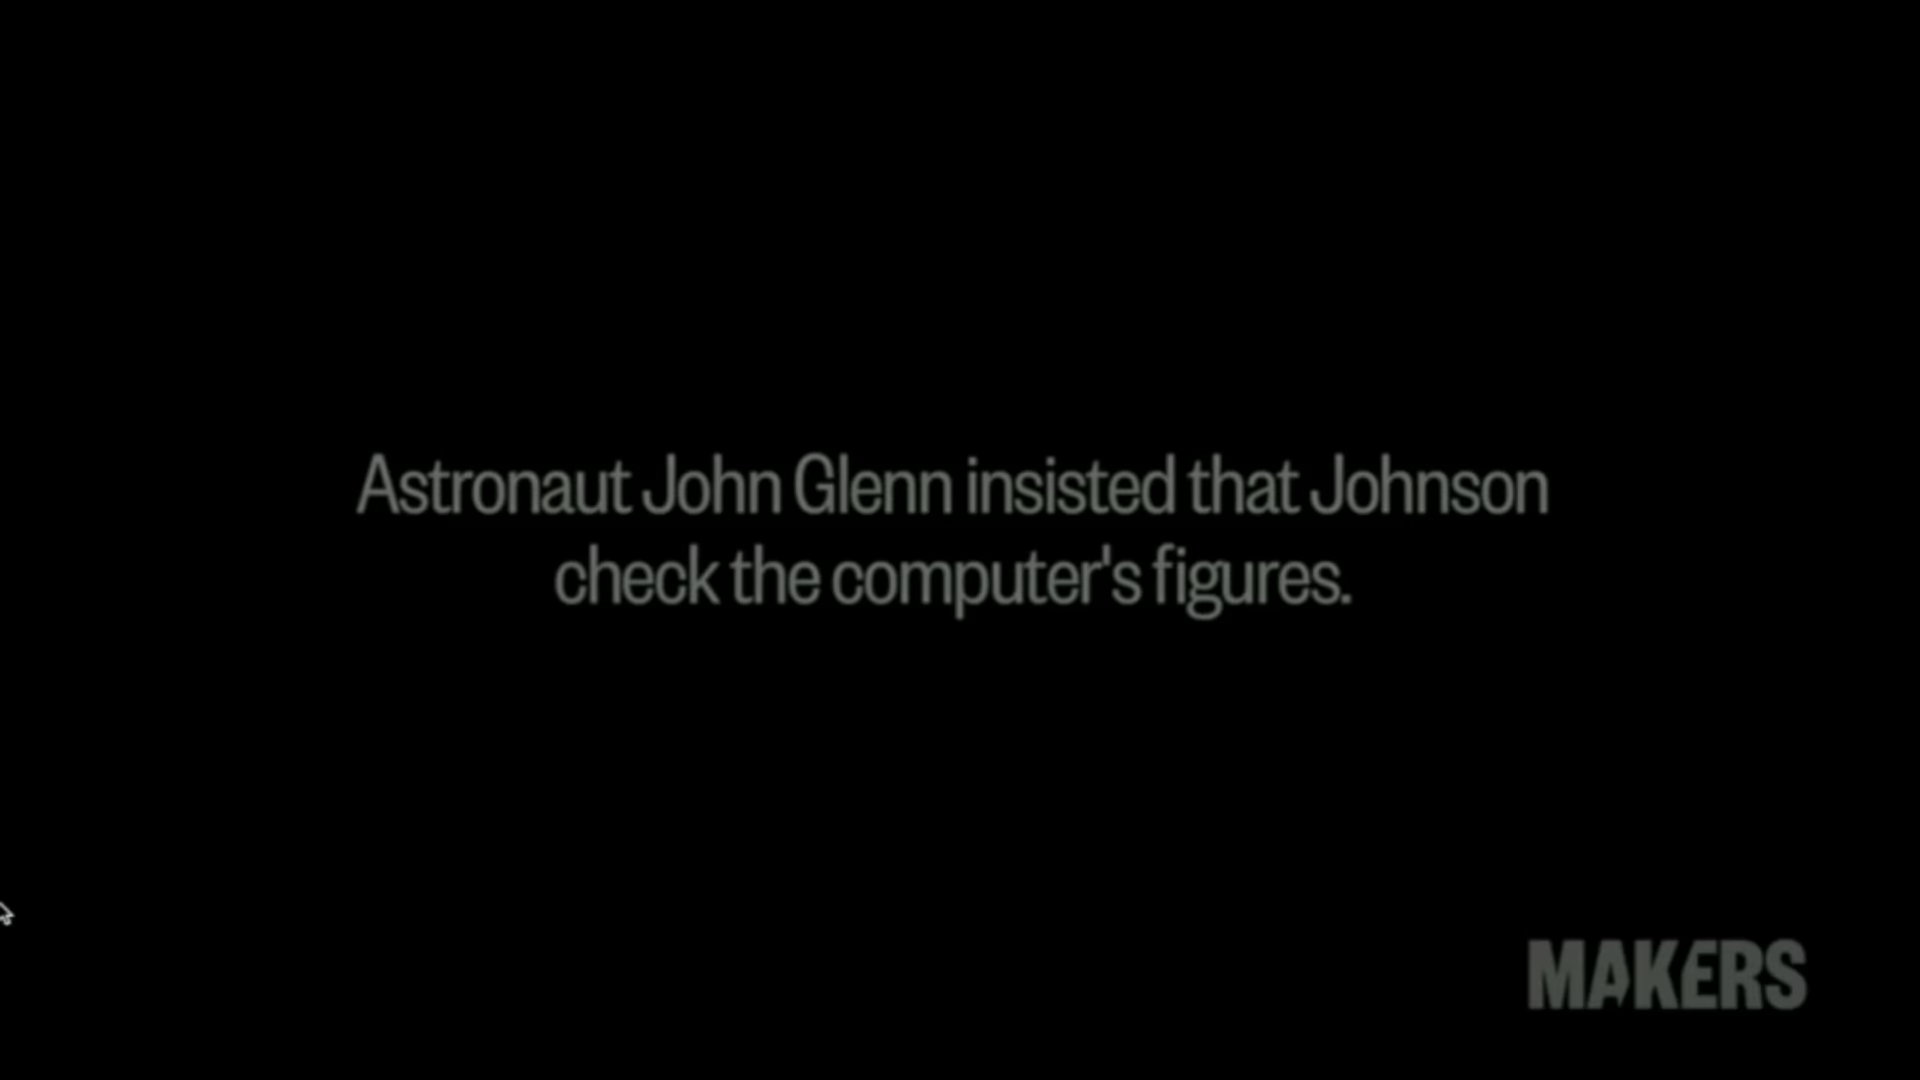 Astronaut John Glenn insisted that Johnson
check the computer's figures.
MAKERS